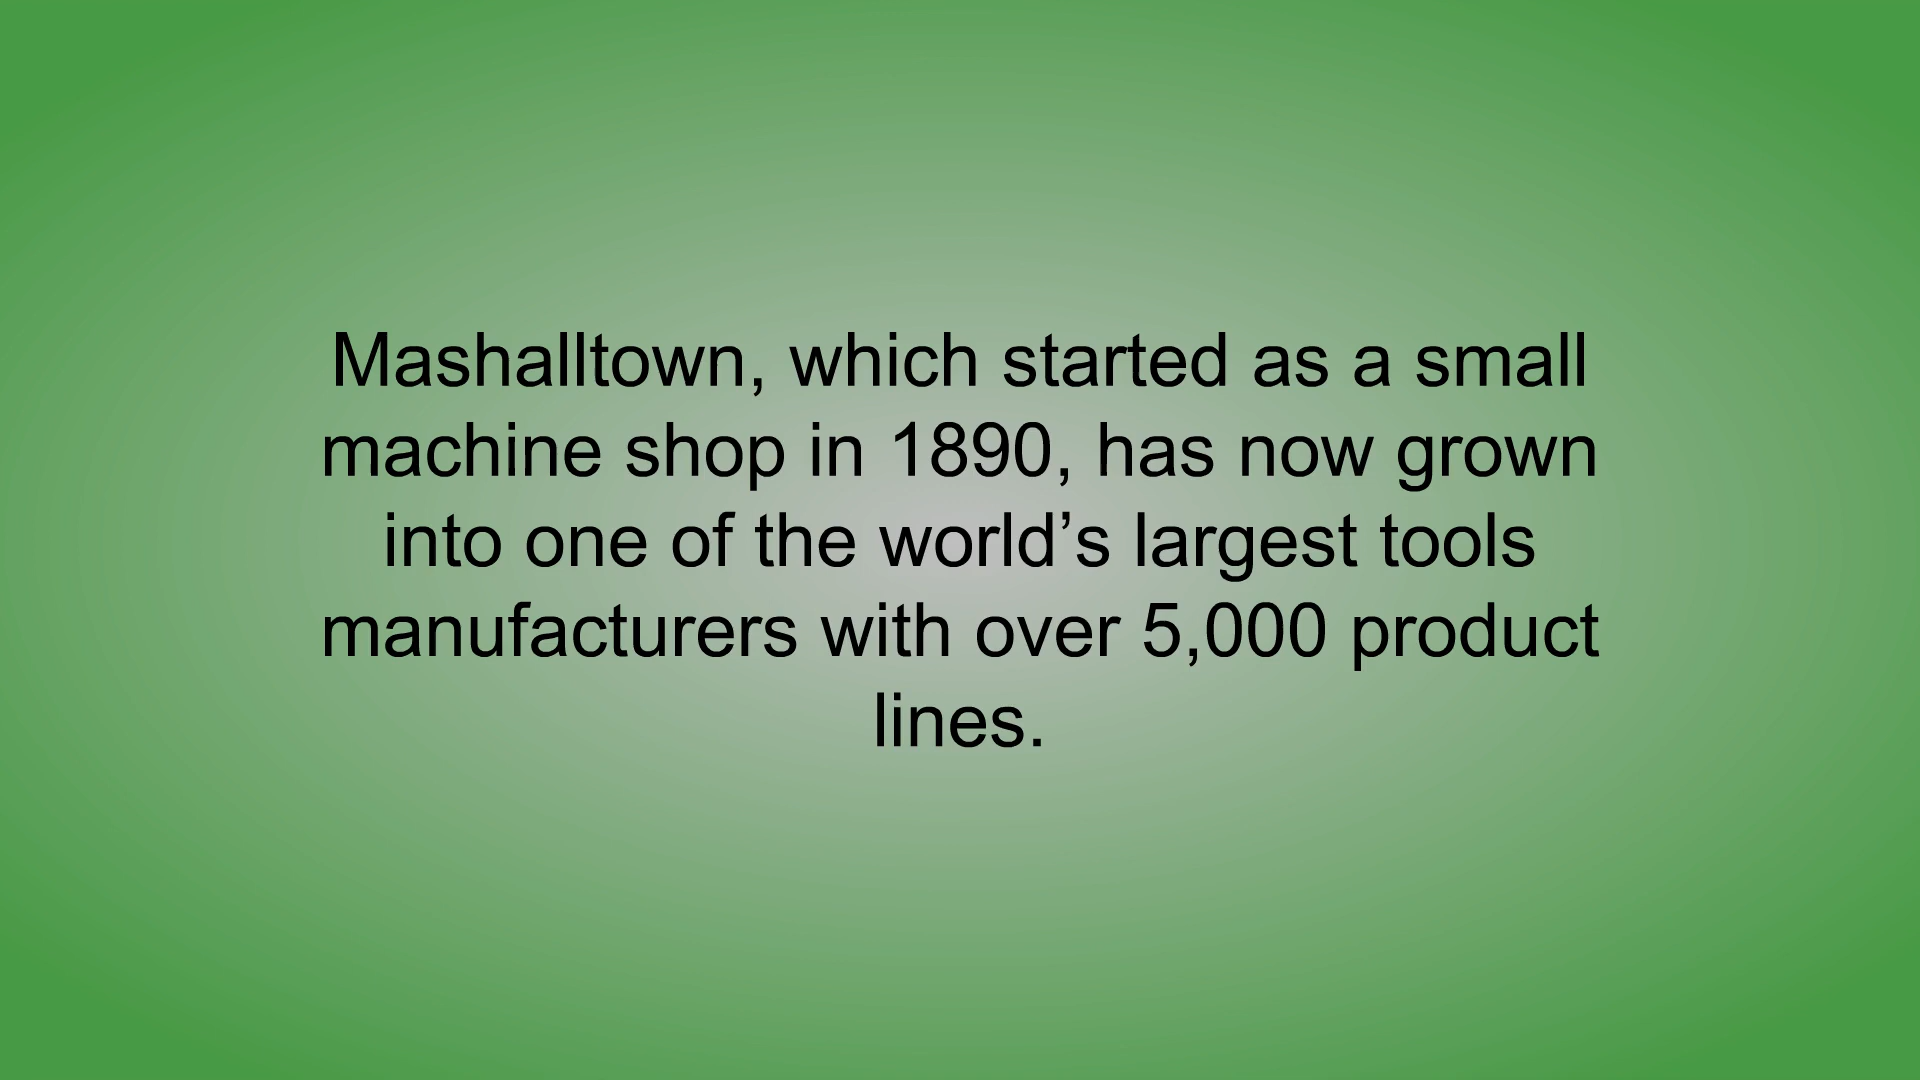 Mashalltown, which started as a small
machine shop in 1890, has now grown
into one of the world’s largest tools
manufacturers with over 5,000 product
lines.